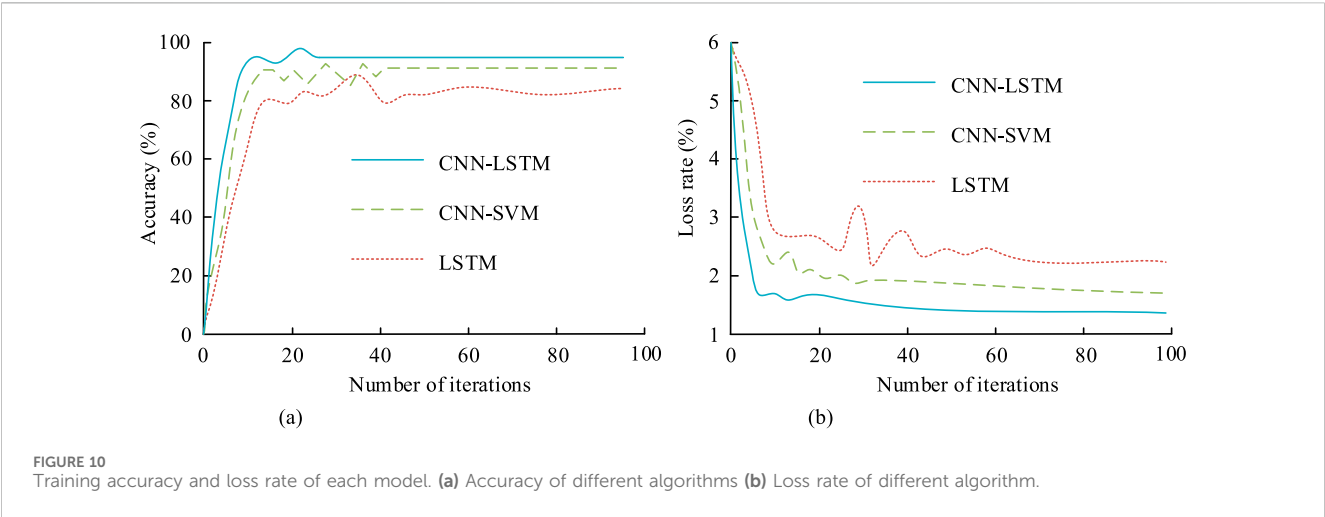 100
80
60
40
20
0
Accuracy (%)
CNN-LSTM
CNN-SVM
LSTM
0 20 40 60 80 100
Number of iterations
(a)
6
5
4
3
2
1
Loss rate (%)
CNN-LSTM
CNN-SVM
LSTM
0 20 40 60 80 100
Number of iterations
(b)
FIGURE 10
Training accuracy and loss rate of each model. (a) Accuracy of different algorithms (b) Loss rate of different algorithm.